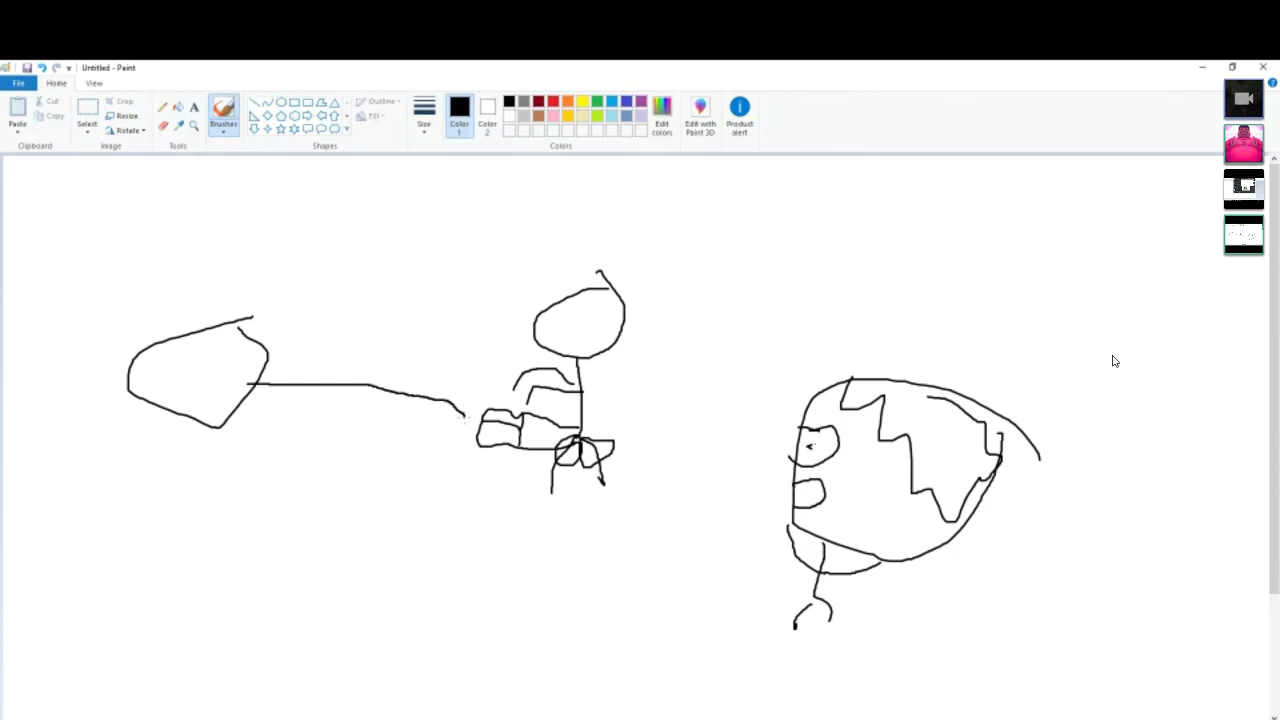 Untitled - Paint
File Home View
Cut Crop A Outline Edit colors Edit with Paint 3D Product alert
Paste Copy Select Resize Fill Size Color 1 Color 2
Rotate Brushes
Clipboard Image Tools Shapes Colors